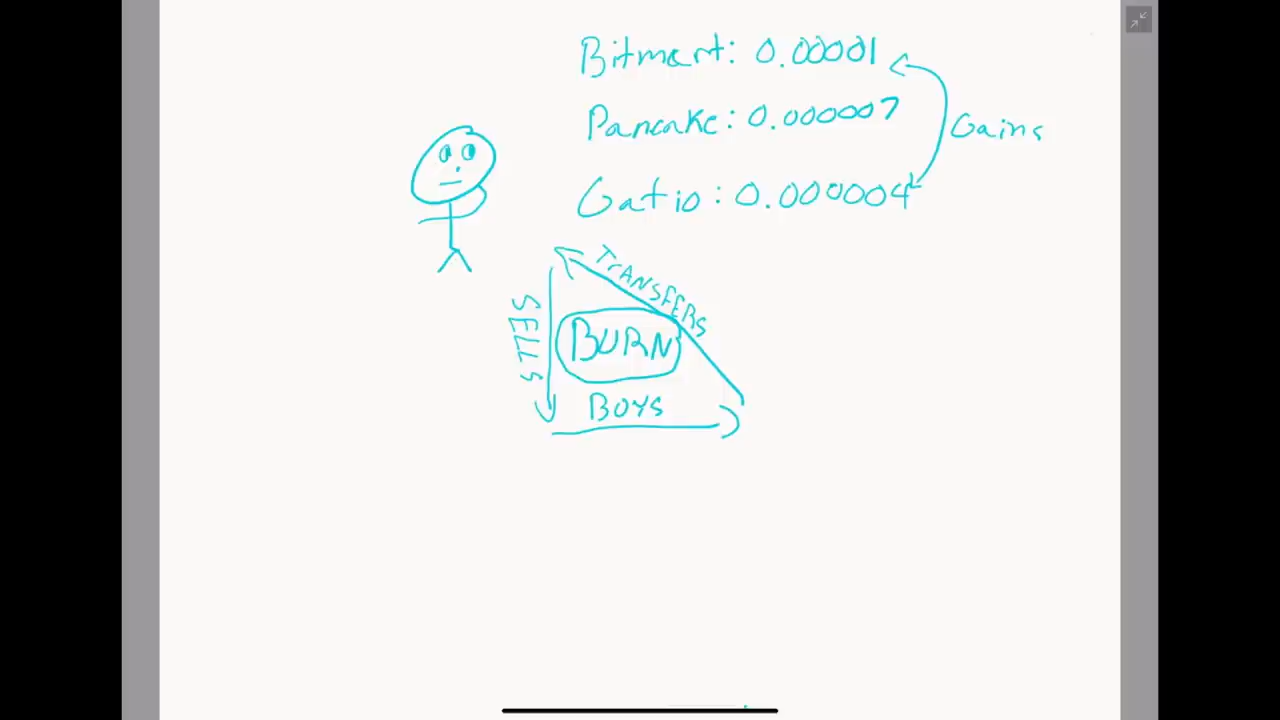 Bitmart: 0.00001
Pancake: 0.000007
Gains
Gatio: 0.000004
TrANSFERS
SELLS
BURN
BOYS